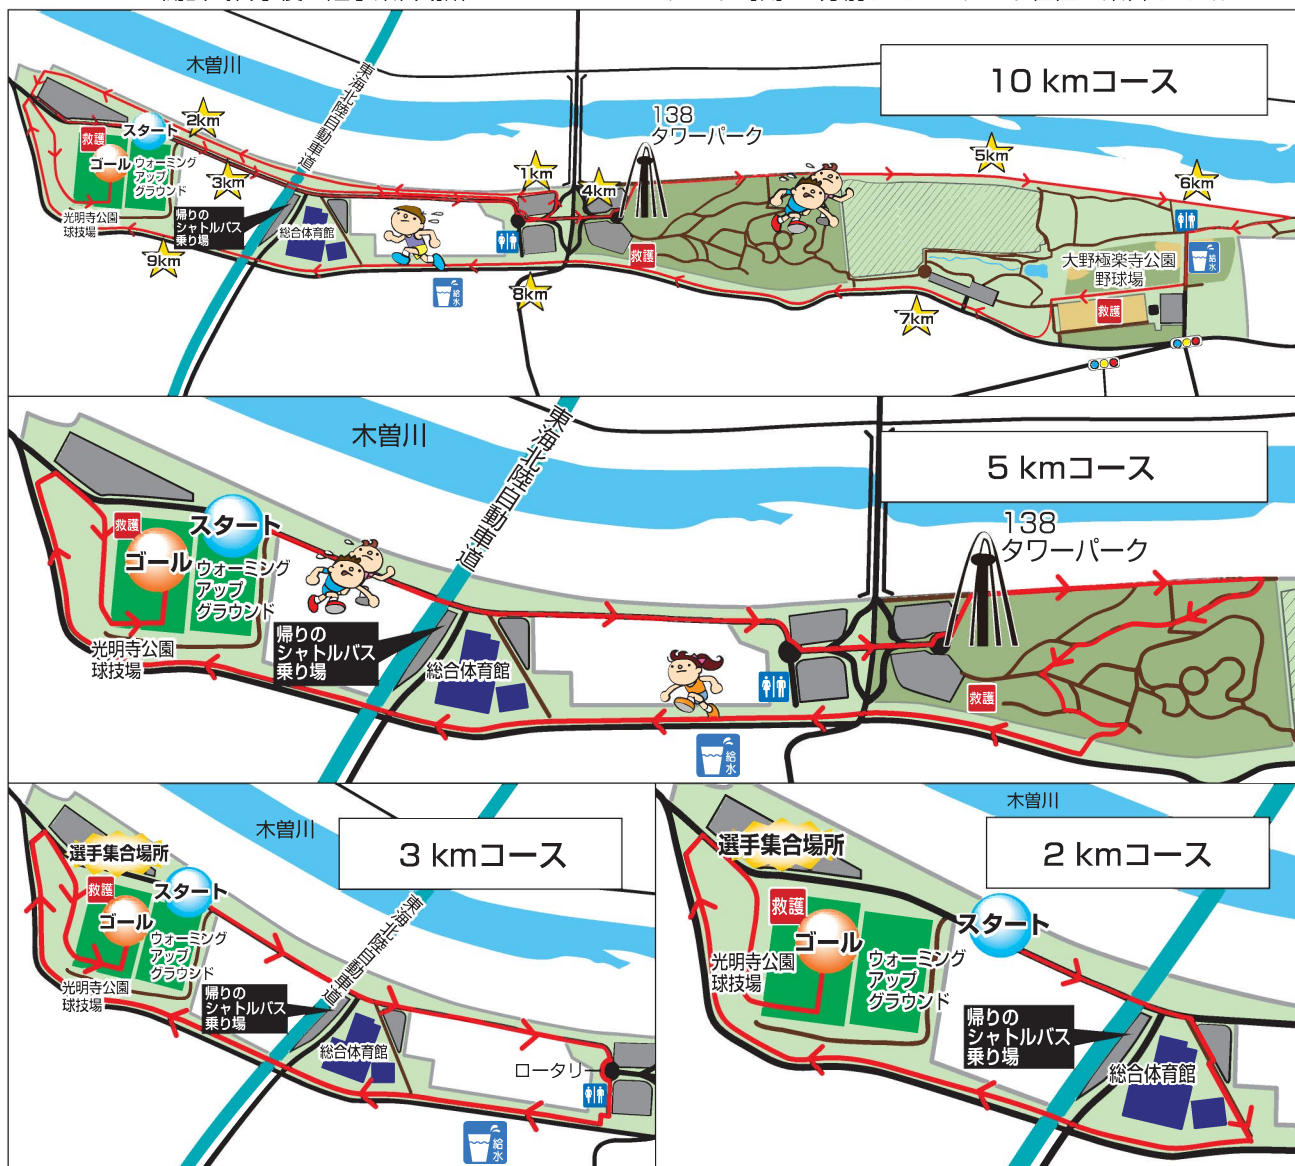 10 kmコース
木曽川
東海北陸自動車道
138
タワーパーク
2km
スタート
救護
ゴール
ウォーミング
アップ
グラウンド
3km
1km
4km
5km
6km
光明寺公園
球技場
帰りの
シャトルバス
乗り場
総合体育館
救護
給水
大野極楽寺公園
野球場
救護
9km
給水
8km
7km
5 kmコース
木曽川
東海北陸自動車道
138
タワーパーク
スタート
救護
ゴール
ウォーミング
アップ
グラウンド
光明寺公園
球技場
帰りの
シャトルバス
乗り場
総合体育館
救護
給水
3 kmコース
木曽川
東海北陸自動車道
選手集合場所
救護
スタート
ゴール
ウォーミング
アップ
グラウンド
光明寺公園
球技場
帰りの
シャトルバス
乗り場
総合体育館
ロータリー
給水
2 kmコース
木曽川
選手集合場所
救護
スタート
ゴール
光明寺公園
球技場
ウォーミング
アップ
グラウンド
帰りの
シャトルバス
乗り場
総合体育館